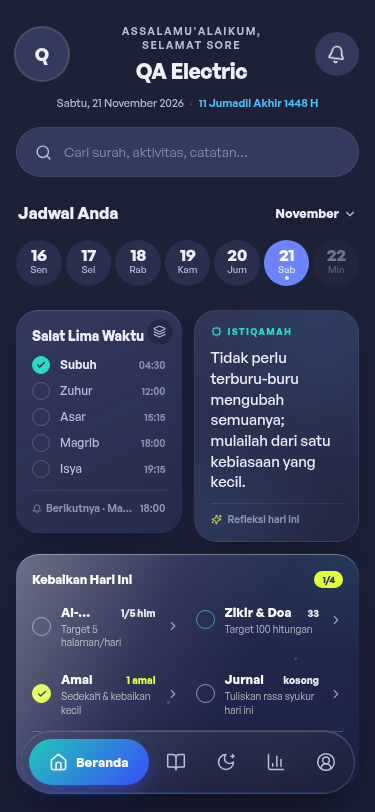 ASSALAMU'ALAIKUM,
SELAMAT SORE
Q
QA Electric
Sabtu, 21 November 2026 · 11 Jumadil Akhir 1448 H
Cari surah, aktivitas, catatan...
Jadwal Anda
November
16 17 18 19 20 21 22
Sen Sel Rab Kam Jum Sab Min
Salat Lima Waktu
Subuh 04:30
Zuhur 12:00
Asar 15:15
Magrib 18:00
Isya 19:15
Berikutnya · Ma... 18:00
ISTIQAMAH
Tidak perlu
terburu-buru
mengubah
semuanya;
mulailah dari satu
kebiasaan yang
kecil.
Refleksi hari ini
Kebaikan Hari Ini 1/4
Al-... 1/5 hlm
Target 5
halaman/hari
Zikir & Doa 33
Target 100 hitungan
Amal 1 amal
Sedekah & kebaikan
kecil
Jurnal kosong
Tuliskan rasa syukur
hari ini
Beranda